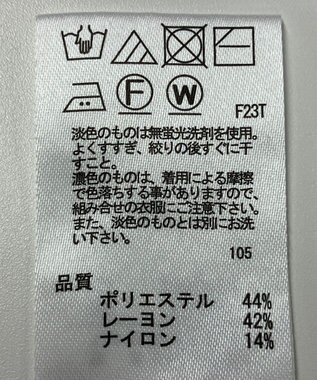 F W F23T
淡色のものは無蛍光洗剤を使用。
よくすすぎ、絞りの後すぐに干
すこと。
濃色のものは、着用による摩擦
で色落ちする事がありますので、
組み合せの衣服にご注意下さい。
また、淡色のものとは別にお洗
い下さい。
105
品質
ポリエステル 44%
レーヨン 42%
ナイロン 14%